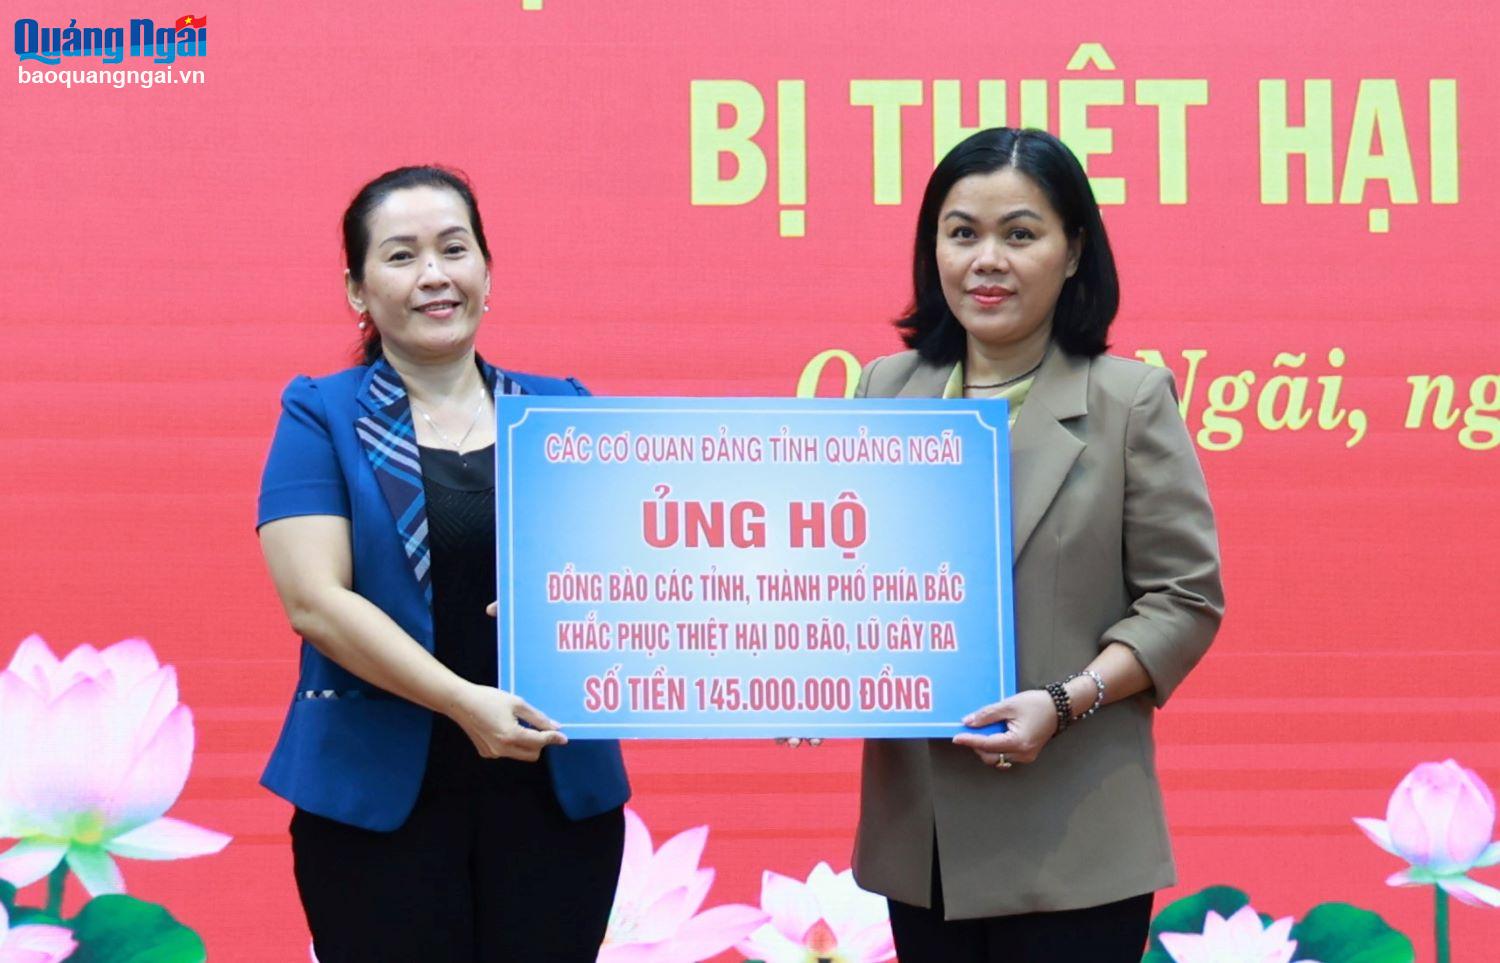 Quảng Ngãi
baoquangngai.vn
BỊ THIỆT HẠI
Ngãi, ng
CÁC CƠ QUAN ĐẢNG TỈNH QUẢNG NGÃI
ỦNG HỘ
ĐỒNG BÀO CÁC TỈNH, THÀNH PHỐ PHÍA BẮC
KHẮC PHỤC THIỆT HẠI DO BÃO, LŨ GÂY RA
SỐ TIỀN 145.000.000 ĐỒNG